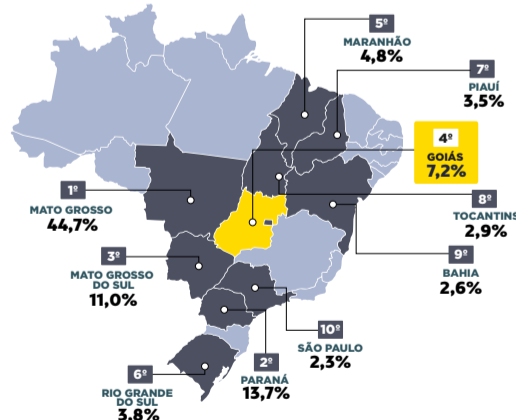 5º
MARANHÃO
4,8%
7º
PIAUÍ
3,5%
4º
GOIÁS
7,2%
1º
MATO GROSSO
44,7%
8º
TOCANTINS
2,9%
3º
MATO GROSSO
DO SUL
11,0%
9º
BAHIA
2,6%
10º
SÃO PAULO
2,3%
2º
PARANÁ
13,7%
6º
RIO GRANDE
DO SUL
3,8%